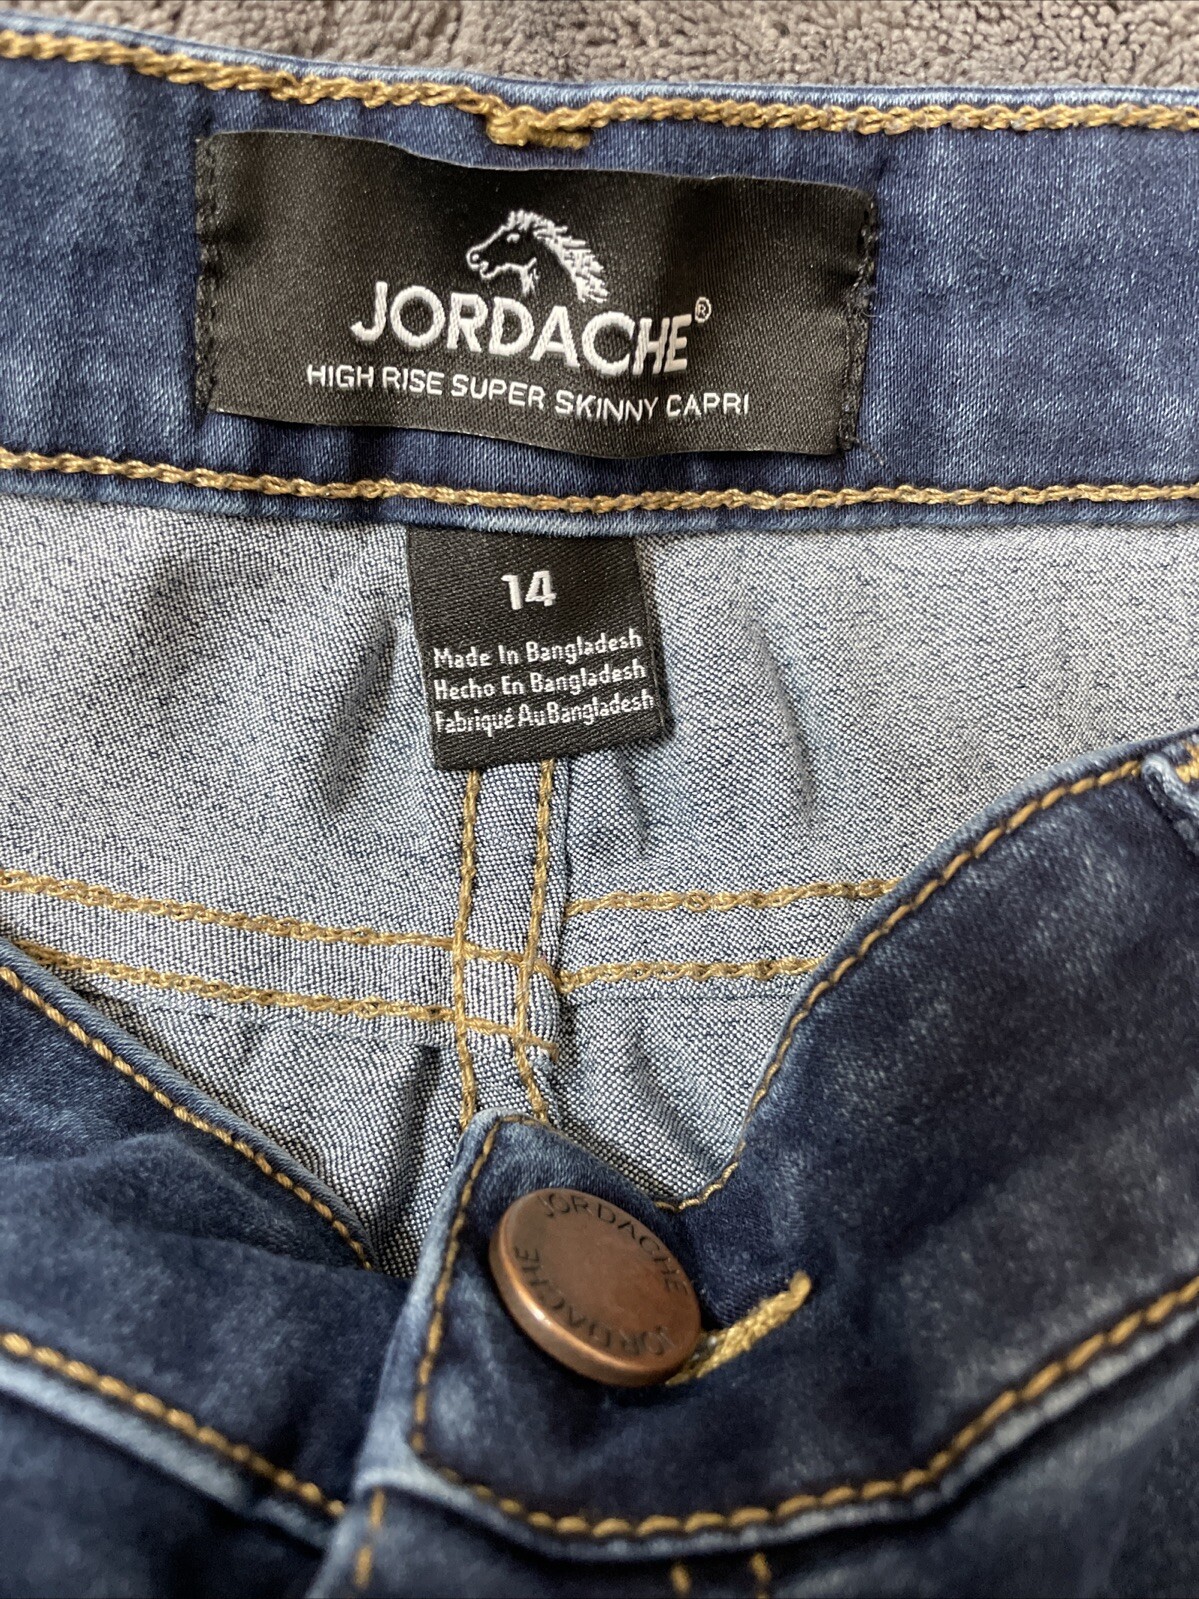 JORDACHE®
HIGH RISE SUPER SKINNY CAPRI
14
Made In Bangladesh
Hecho En Bangladesh
Fabriqué Au Bangladesh
JORDACHE
JORDACHE